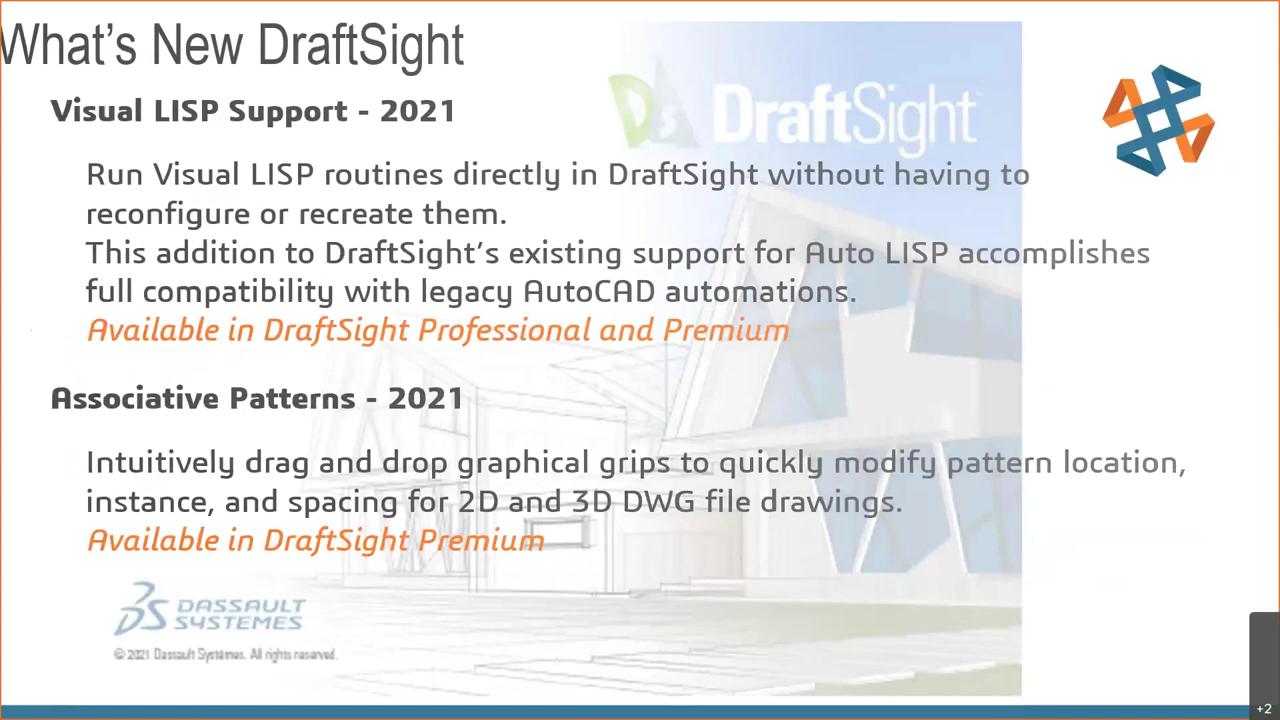 What's New DraftSight
DraftSight
Visual LISP Support - 2021
Run Visual LISP routines directly in DraftSight without having to
reconfigure or recreate them.
This addition to DraftSight's existing support for Auto LISP accomplishes
full compatibility with legacy AutoCAD automations.
Available in DraftSight Professional and Premium
Associative Patterns - 2021
Intuitively drag and drop graphical grips to quickly modify pattern location,
instance, and spacing for 2D and 3D DWG file drawings.
Available in DraftSight Premium
DASSAULT
SYSTEMES
© 2021 Dassault Systèmes. All rights reserved.
+2